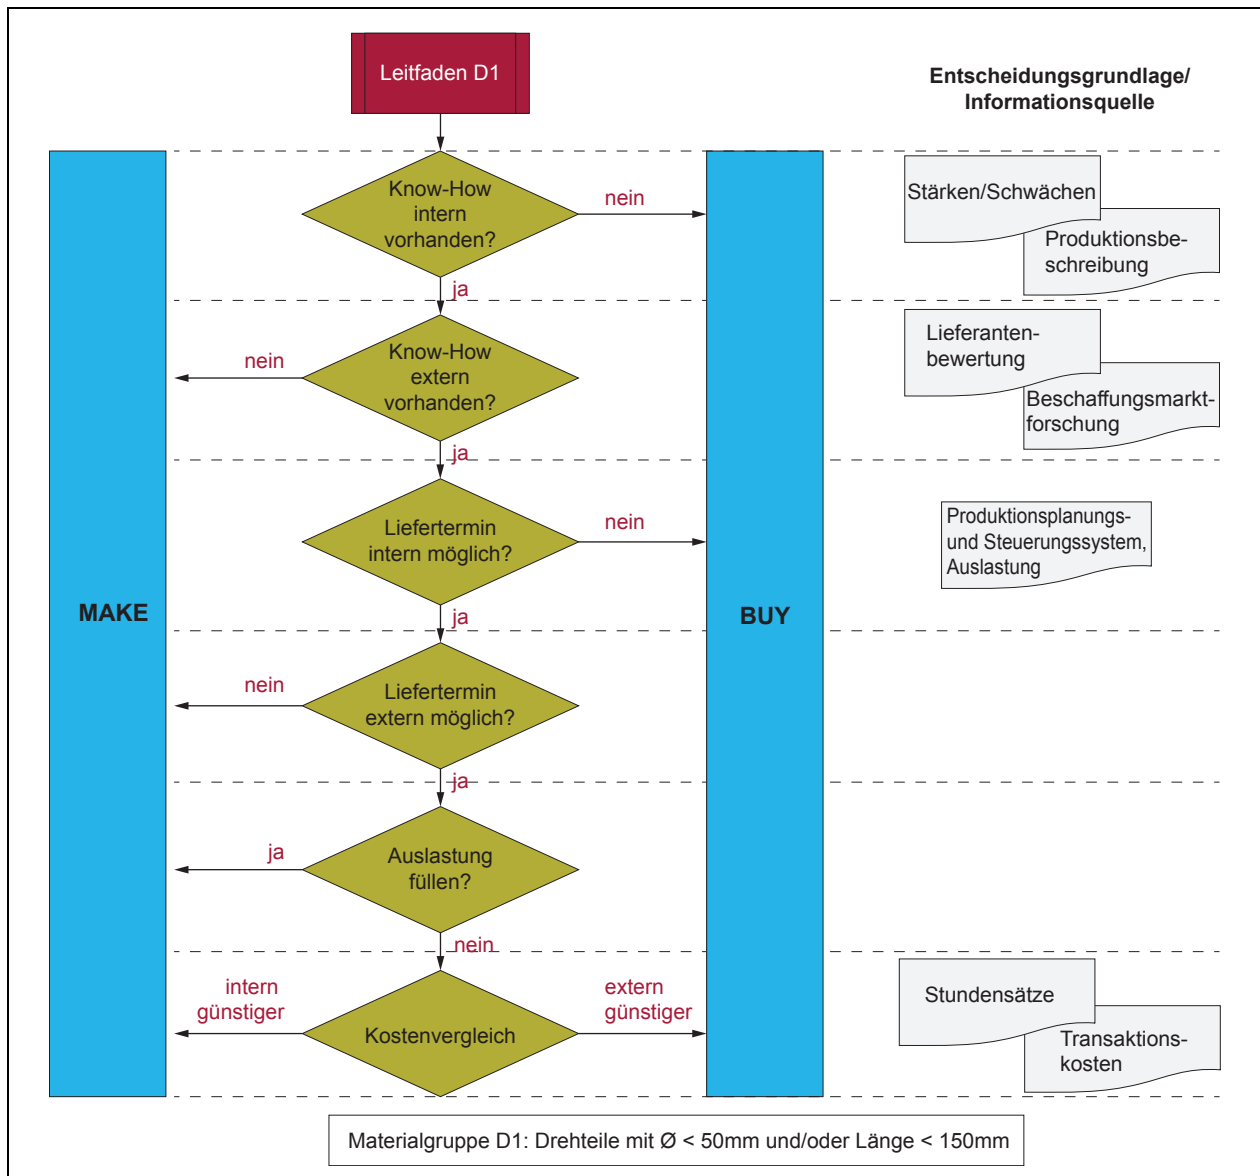 Leitfaden D1
Entscheidungsgrundlage/
Informationsquelle
Know-How
intern
vorhanden?
nein
ja
Stärken/Schwächen
Produktionsbe-
schreibung
Know-How
extern
vorhanden?
nein
ja
Lieferanten-
bewertung
Beschaffungsmarkt-
forschung
Liefertermin
intern möglich?
nein
ja
Produktionsplanungs-
und Steuerungssystem,
Auslastung
MAKE
BUY
Liefertermin
extern möglich?
nein
ja
Auslastung
füllen?
ja
nein
Kostenvergleich
intern
günstiger
extern
günstiger
Stundensätze
Transaktions-
kosten
Materialgruppe D1: Drehteile mit Ø < 50mm und/oder Länge < 150mm